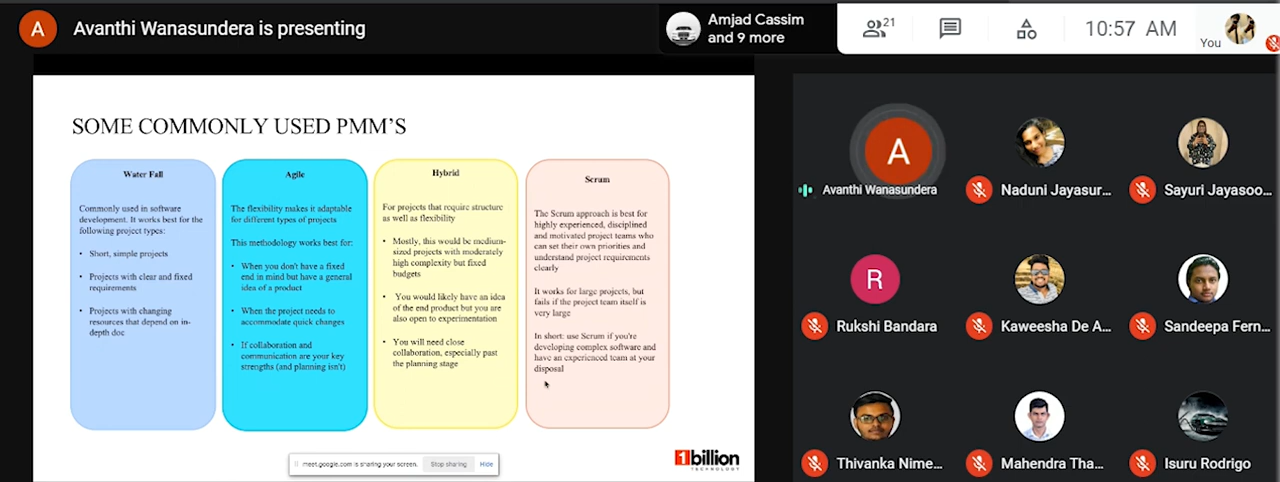 A
Avanthi Wanasundera is presenting
Amjad Cassim
and 9 more
21
10:57 AM
You
SOME COMMONLY USED PMM'S
Water Fall
Commonly used in software
development. It works best for the
following project types:
• Short, simple projects
• Projects with clear and fixed
requirements
• Projects with changing
resources that depend on in-
depth doc
Agile
The flexibility makes it adaptable
for different types of projects
This methodology works best for:
• When you don't have a fixed
end in mind but have a general
idea of a product
• When the project needs to
accommodate quick changes
• If collaboration and
communication are your key
strengths (and planning isn't)
Hybrid
For projects that require structure
as well as flexibility
• Mostly, this would be medium-
sized projects with moderately
high complexity but fixed
budgets
• You would likely have an idea
of the end product but you are
also open to experimentation
• You will need close
collaboration, especially past
the planning stage
Scrum
The Scrum approach is best for
highly experienced, disciplined
and motivated project teams who
can set their own priorities and
understand project requirements
clearly
It works for large projects, but
fails if the project team itself is
very large
In short: use Scrum if you're
developing complex software and
have an experienced team at your
disposal
meet.google.com is sharing your screen.
Stop sharing
Hide
1billion
TECHNOLOGY
A
Avanthi Wanasundera
Naduni Jayasur...
Sayuri Jayasoo...
R
Rukshi Bandara
Kaweesha De A...
Sandeepa Fern...
Thivanka Nime...
Mahendra Tha...
Isuru Rodrigo